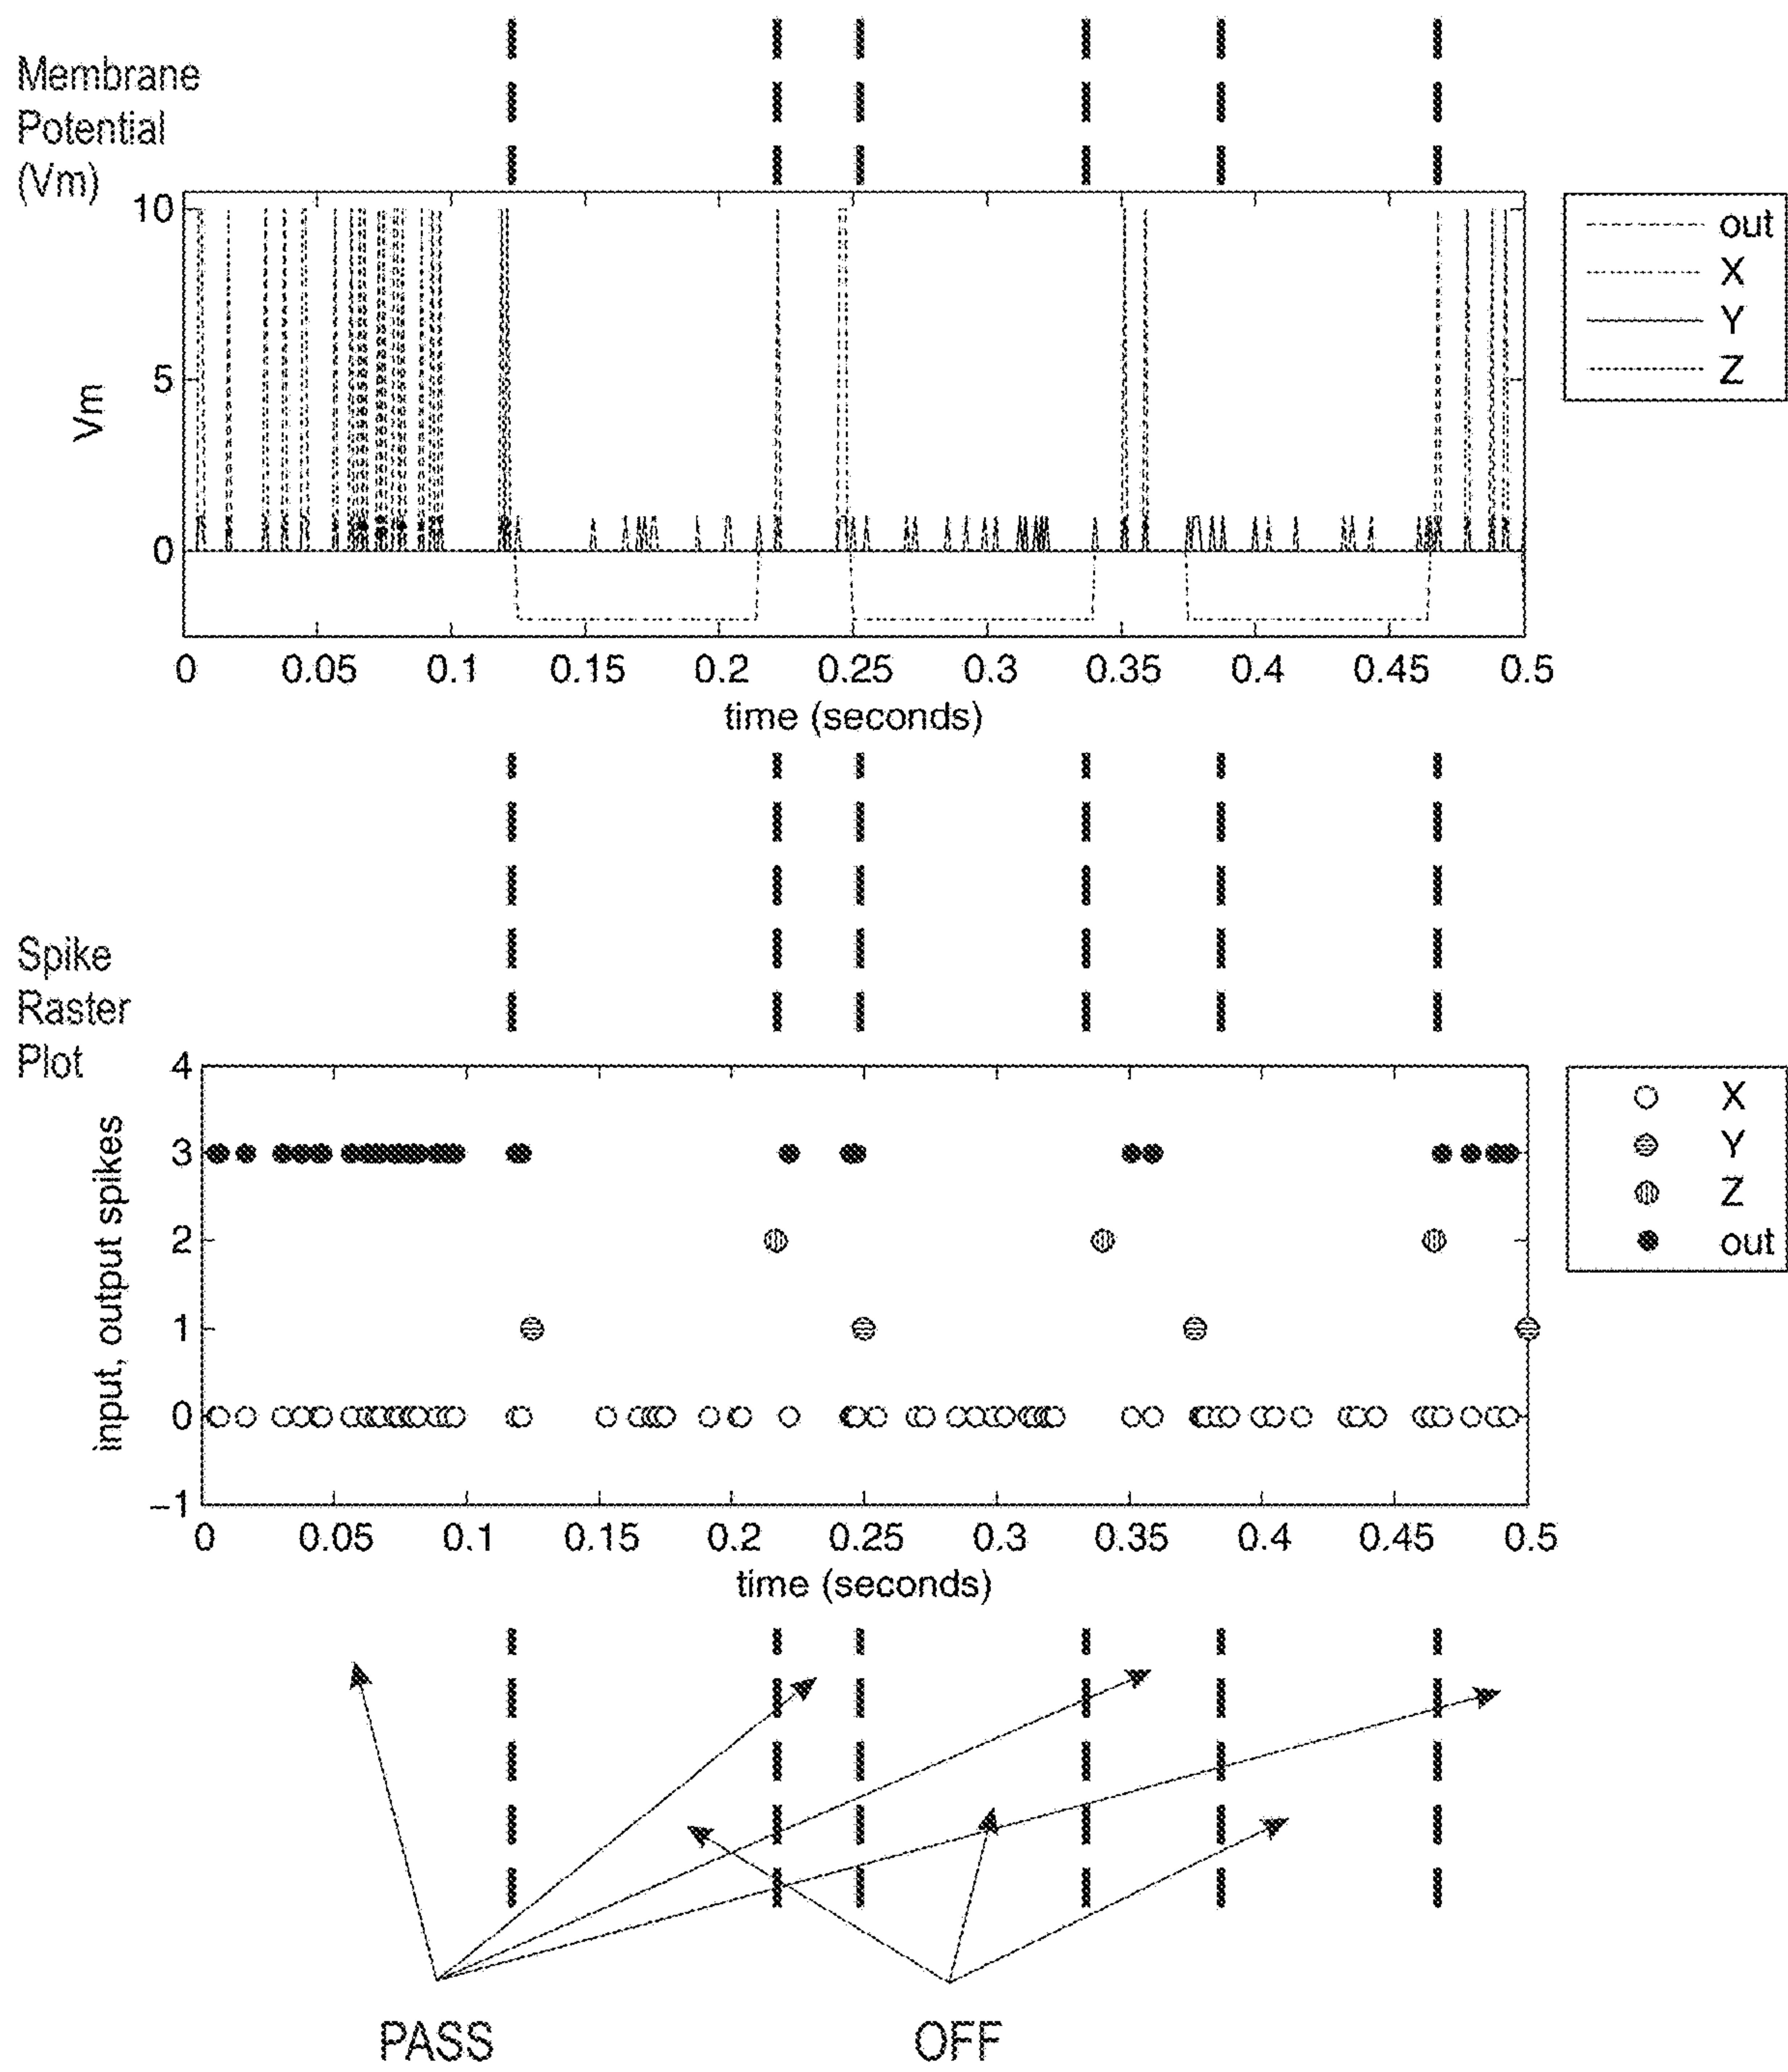 Membrane
Potential
(Vm)
10
5
0
Vm
0 0.05 0.1 0.15 0.2 0.25 0.3 0.35 0.4 0.45 0.5
time (seconds)
out
X
Y
Z
Spike
Raster
Plot
4
3
2
1
0
−1
input, output spikes
0 0.05 0.1 0.15 0.2 0.25 0.3 0.35 0.4 0.45 0.5
time (seconds)
X
Y
Z
out
PASS OFF